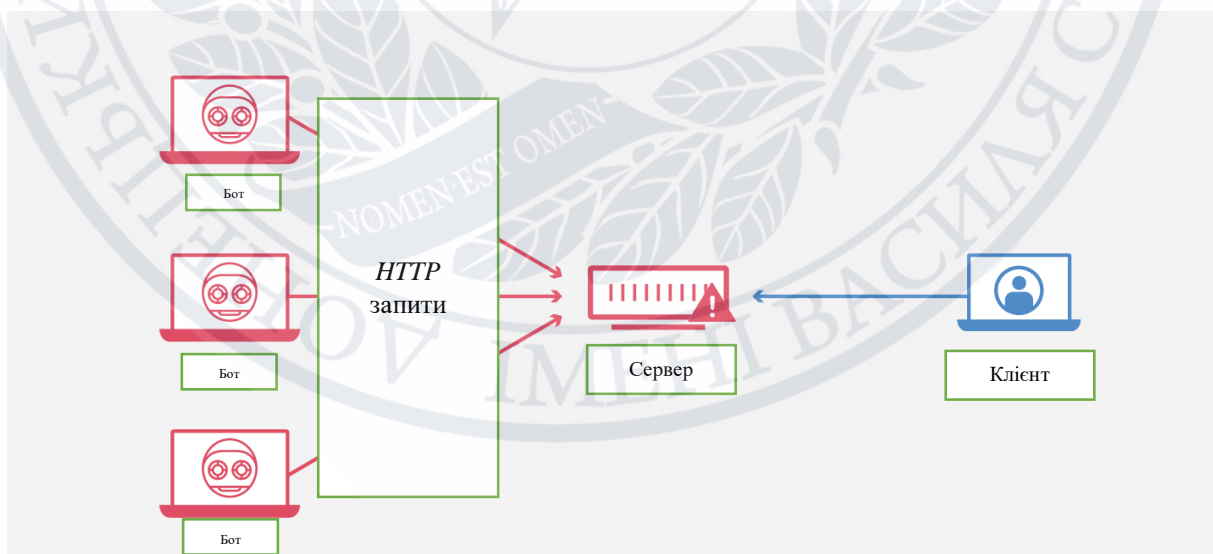 Бот
Бот
Бот
HTTP
запити
Сервер
Клієнт
NOMEN·EST OMEN
ІМЕНІ ВАСИЛЯ С